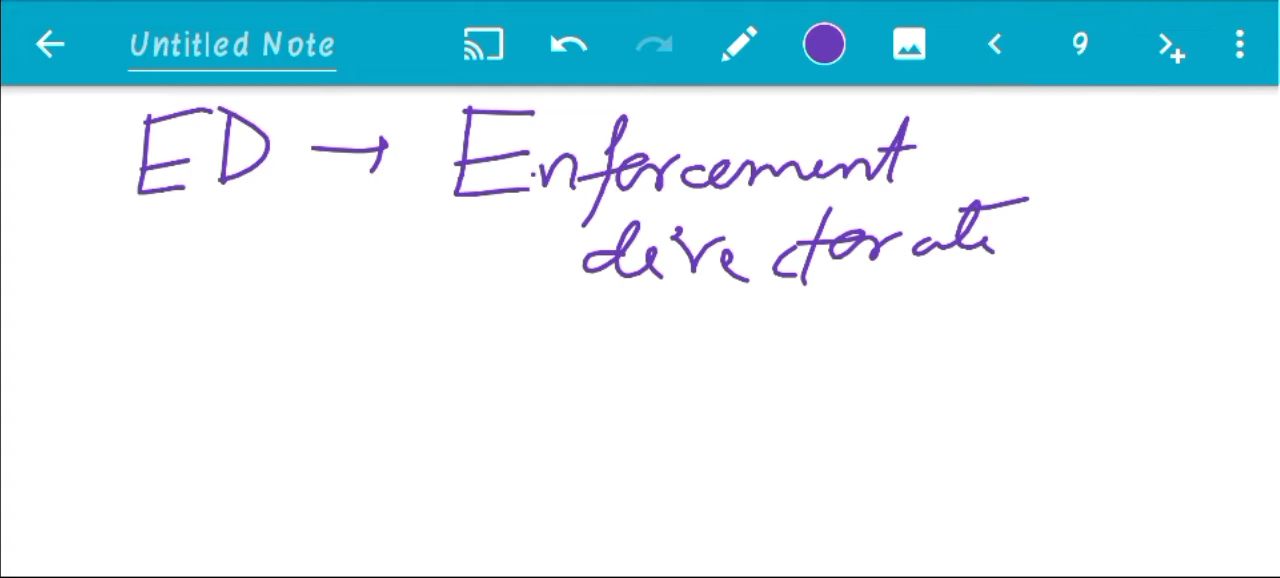 Untitled Note 9
ED → Enforcement
directorate